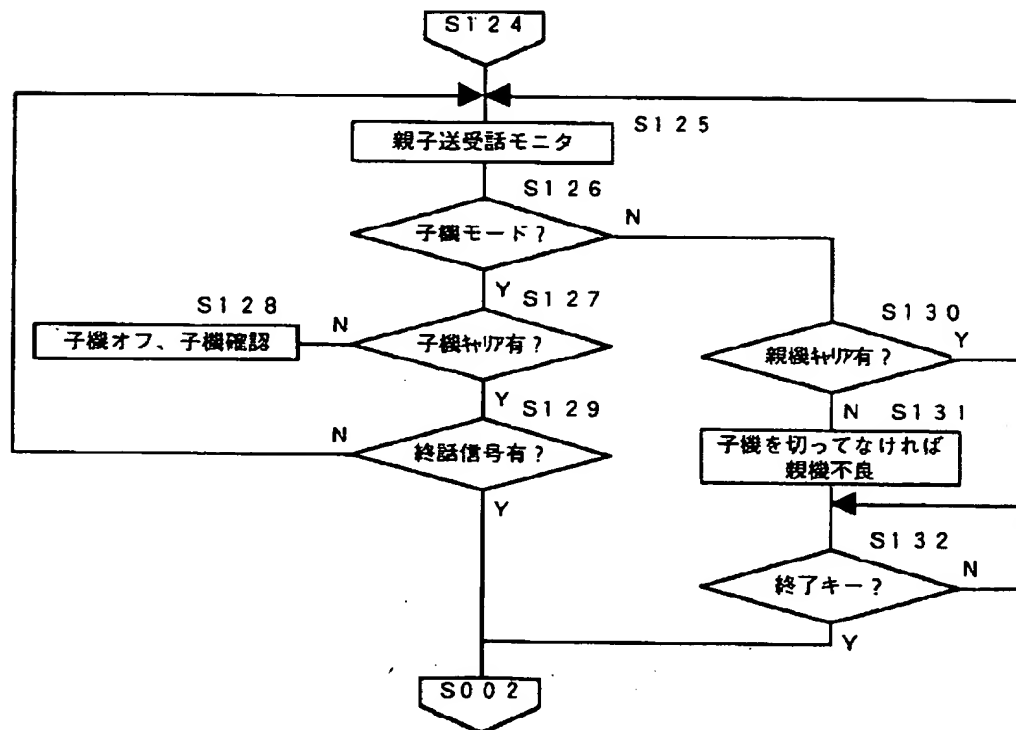 S124
S125
親子送受話モニタ
S126
子機モード?
N
Y
S127
S128
子機オフ、子機確認
N
子機キャリア有?
S130
親機キャリア有?
Y
Y
S129
N
S131
N
終話信号有?
子機を切ってなければ
親機不良
Y
S132
終了キー?
N
Y
S002